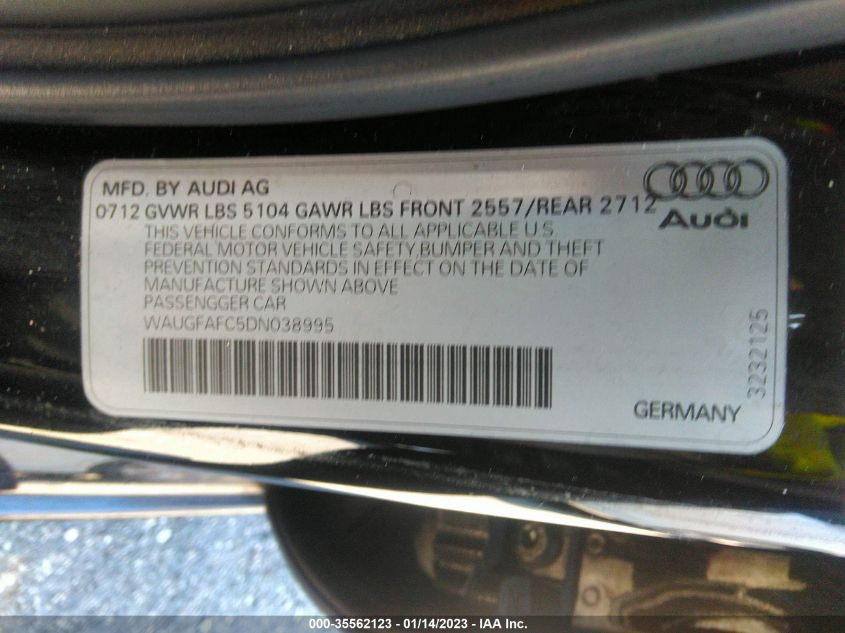 MFD. BY AUDI AG
0712 GVWR LBS 5104 GAWR LBS FRONT 2557/REAR 2712
Audi
THIS VEHICLE CONFORMS TO ALL APPLICABLE U.S.
FEDERAL MOTOR VEHICLE SAFETY,BUMPER AND THEFT
PREVENTION STANDARDS IN EFFECT ON THE DATE OF
MANUFACTURE SHOWN ABOVE
PASSENGGER CAR
WAUGFAFC5DN038995
3232125
GERMANY
000-35562123 - 01/14/2023 - IAA Inc.